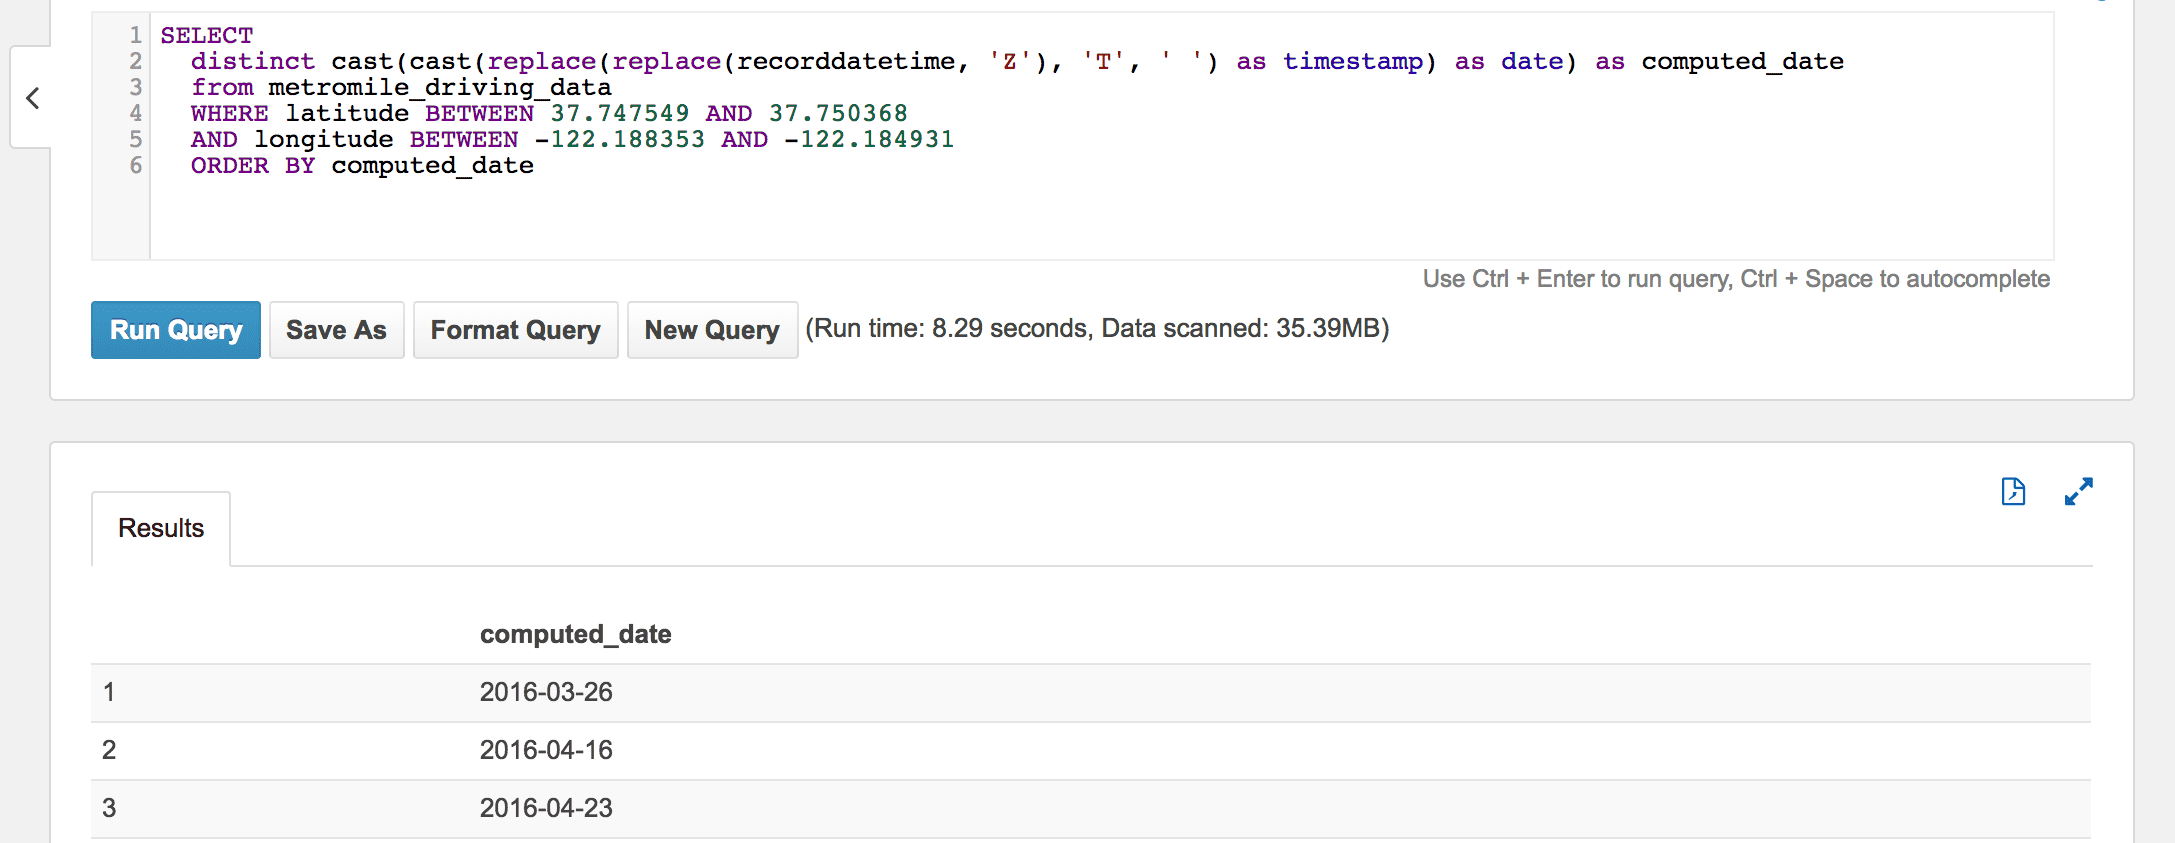 1 SELECT
2 distinct cast(cast(replace(replace(recorddatetime, 'Z'), 'T', ' ') as timestamp) as date) as computed_date
3 from metromile_driving_data
4 WHERE latitude BETWEEN 37.747549 AND 37.750368
5 AND longitude BETWEEN -122.188353 AND -122.184931
6 ORDER BY computed_date
Use Ctrl + Enter to run query, Ctrl + Space to autocomplete
Run Query Save As Format Query New Query (Run time: 8.29 seconds, Data scanned: 35.39MB)
Results
computed_date
1 2016-03-26
2 2016-04-16
3 2016-04-23